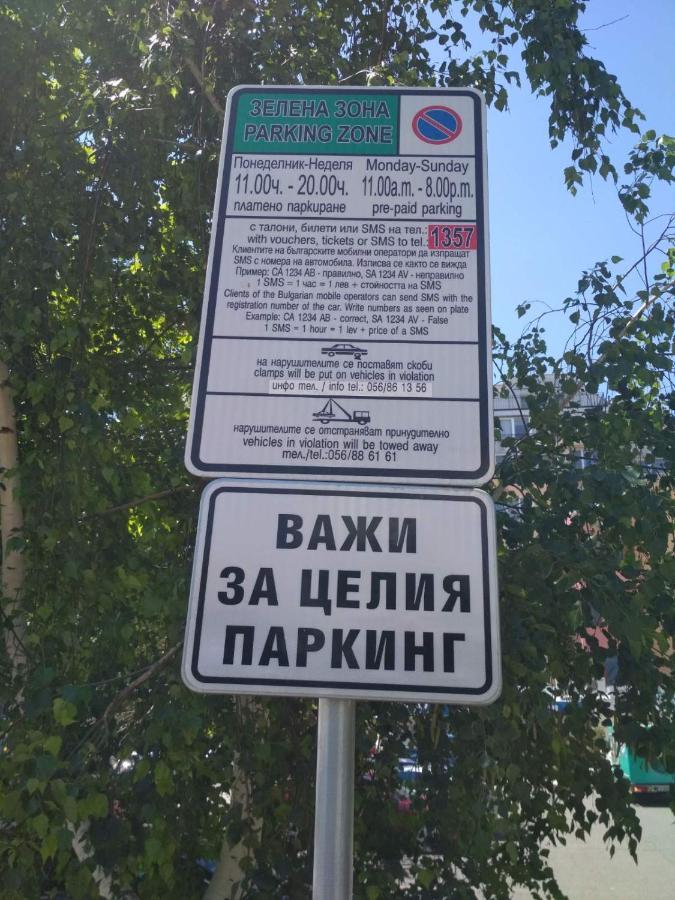 ЗЕЛЕНА ЗОНА
PARKING ZONE
Понеделник-Неделя Monday-Sunday
11.00ч. - 20.00ч. 11.00a.m. - 8.00p.m.
платено паркиране pre-paid parking
с талони, билети или SMS на тел.:
with vouchers, tickets or SMS to tel.: 1357
Клиентите на българските мобилни оператори да изпращат
SMS с номера на автомобила. Изписва се както се вижда
Пример: CA 1234 AB - правилно, SA 1234 AV - неправилно
1 SMS = 1 час = 1 лев + стойността на SMS
Clients of the Bulgarian mobile operators can send SMS with the
registration number of the car. Write numbers as seen on plate
Example: CA 1234 AB - correct, SA 1234 AV - False
1 SMS = 1 hour = 1 lev + price of a SMS
на нарушителите се поставят скоби
clamps will be put on vehicles in violation
инфо тел. / info tel.: 056/86 13 56
нарушителите се отстраняват принудително
vehicles in violation will be towed away
тел./tel.:056/88 61 61
ВАЖИ
ЗА ЦЕЛИЯ
ПАРКИНГ